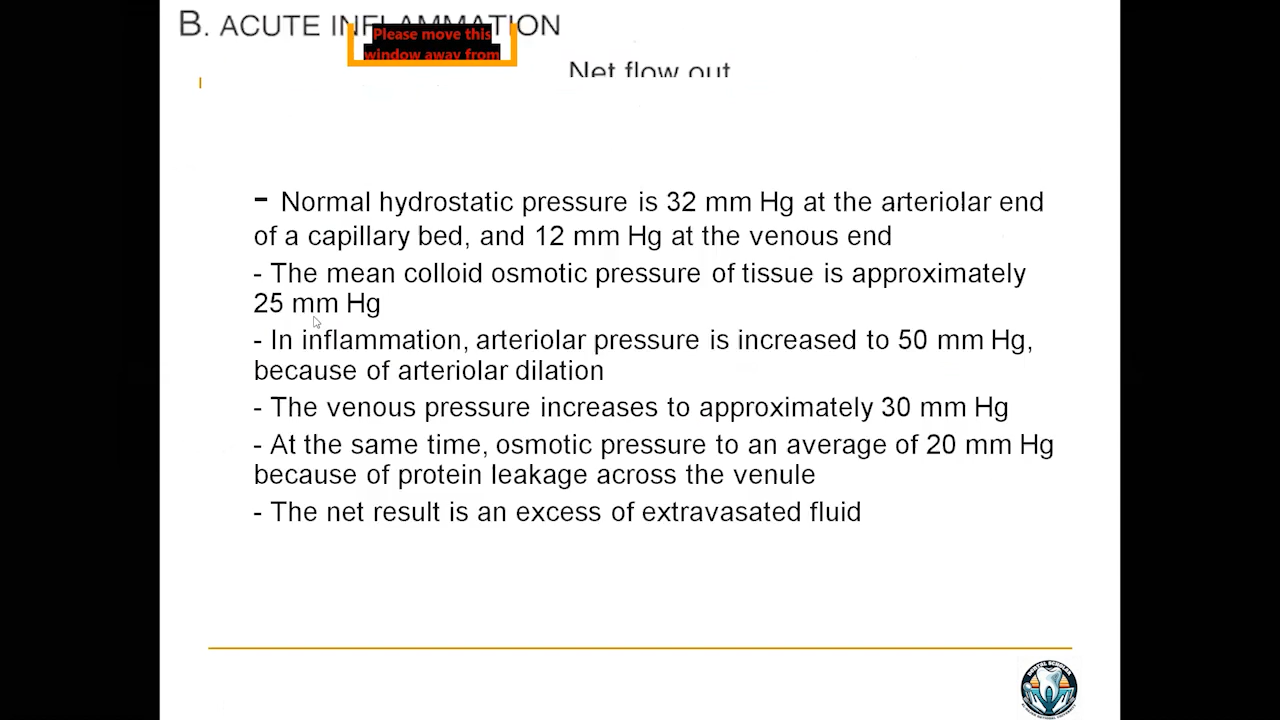 B. ACUTE INFLAMMATION
Please move this
window away from
Net flow out
- Normal hydrostatic pressure is 32 mm Hg at the arteriolar end
of a capillary bed, and 12 mm Hg at the venous end
- The mean colloid osmotic pressure of tissue is approximately
25 mm Hg
- In inflammation, arteriolar pressure is increased to 50 mm Hg,
because of arteriolar dilation
- The venous pressure increases to approximately 30 mm Hg
- At the same time, osmotic pressure to an average of 20 mm Hg
because of protein leakage across the venule
- The net result is an excess of extravasated fluid